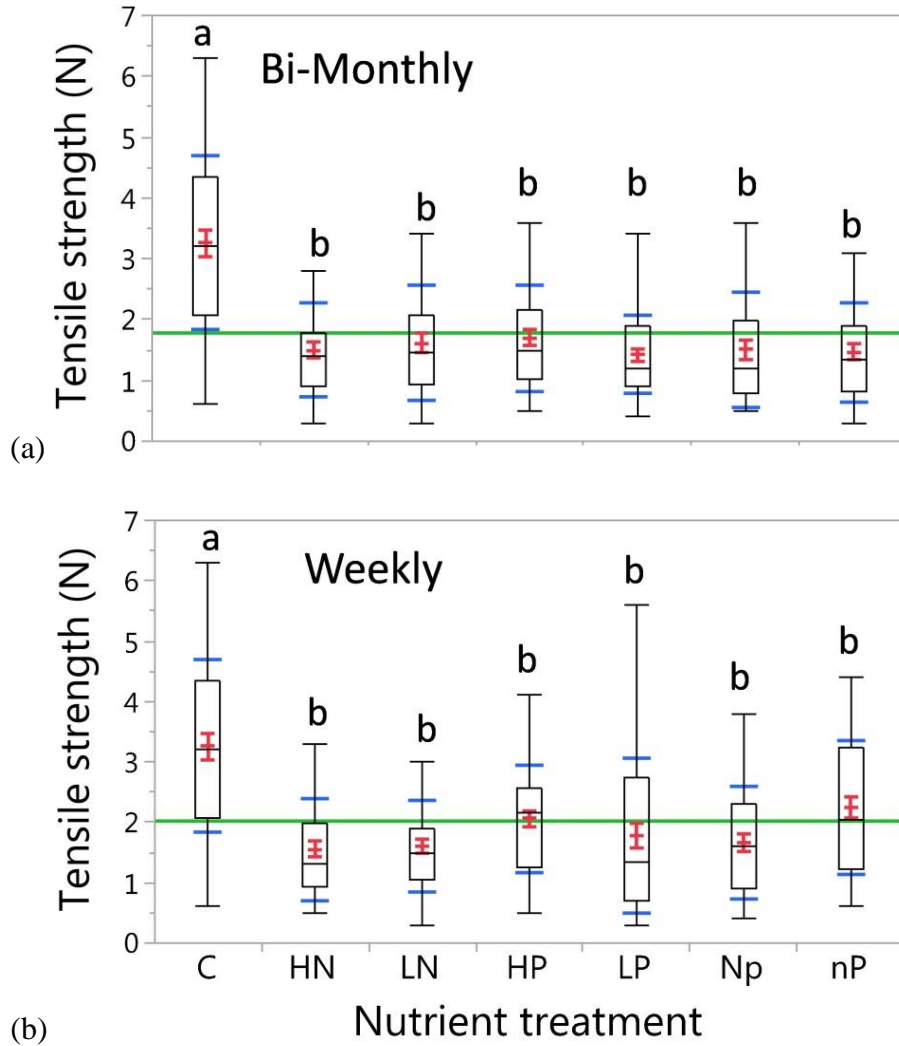 7
a
Bi-Monthly
6
5
b
b
b
4
b
b
b
3
2
1
0
Tensile strength (N)
(a)
7
a
Weekly
6
b
5
b
b
b
4
b
b
3
2
1
0
Tensile strength (N)
C HN LN HP LP Np nP
Nutrient treatment
(b)